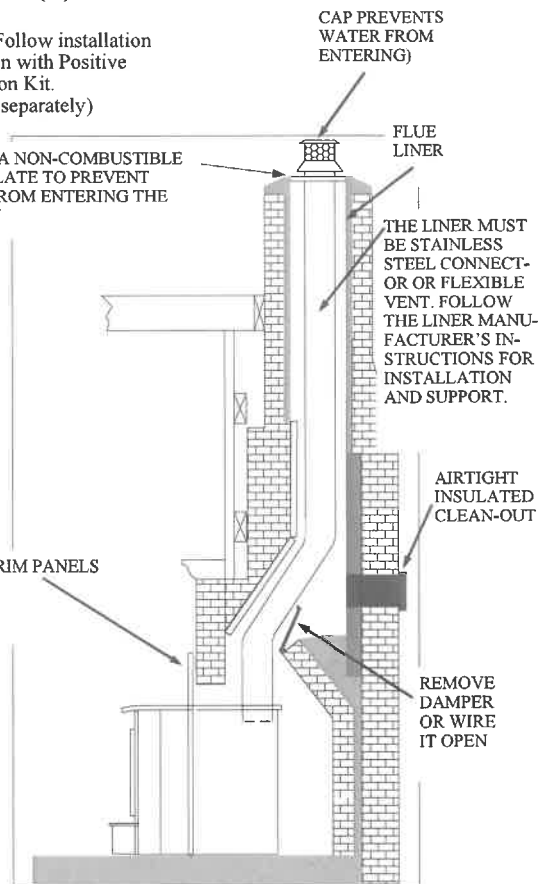 Follow installation
n with Positive
on Kit.
separately)
CAP PREVENTS
WATER FROM
ENTERING)
A NON-COMBUSTIBLE
LATE TO PREVENT
FROM ENTERING THE
FLUE
LINER
THE LINER MUST
BE STAINLESS
STEEL CONNECT-
OR OR FLEXIBLE
VENT. FOLLOW
THE LINER MANU-
FACTURER'S IN-
STRUCTIONS FOR
INSTALLATION
AND SUPPORT.
AIRTIGHT
INSULATED
CLEAN-OUT
RIM PANELS
REMOVE
DAMPER
OR WIRE
IT OPEN